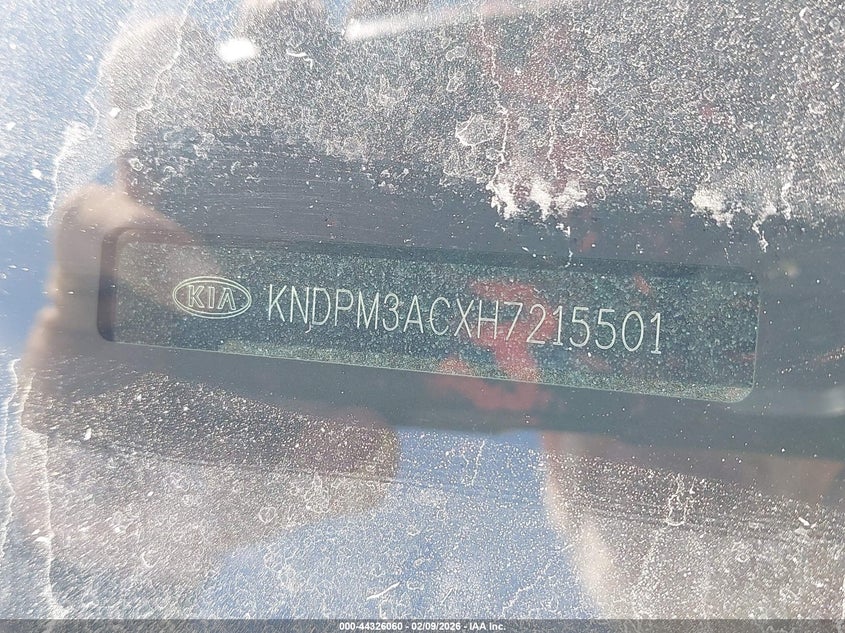 KIA KNDPM3ACXH7215501
000-44326060 - 02/09/2026 - IAA Inc.